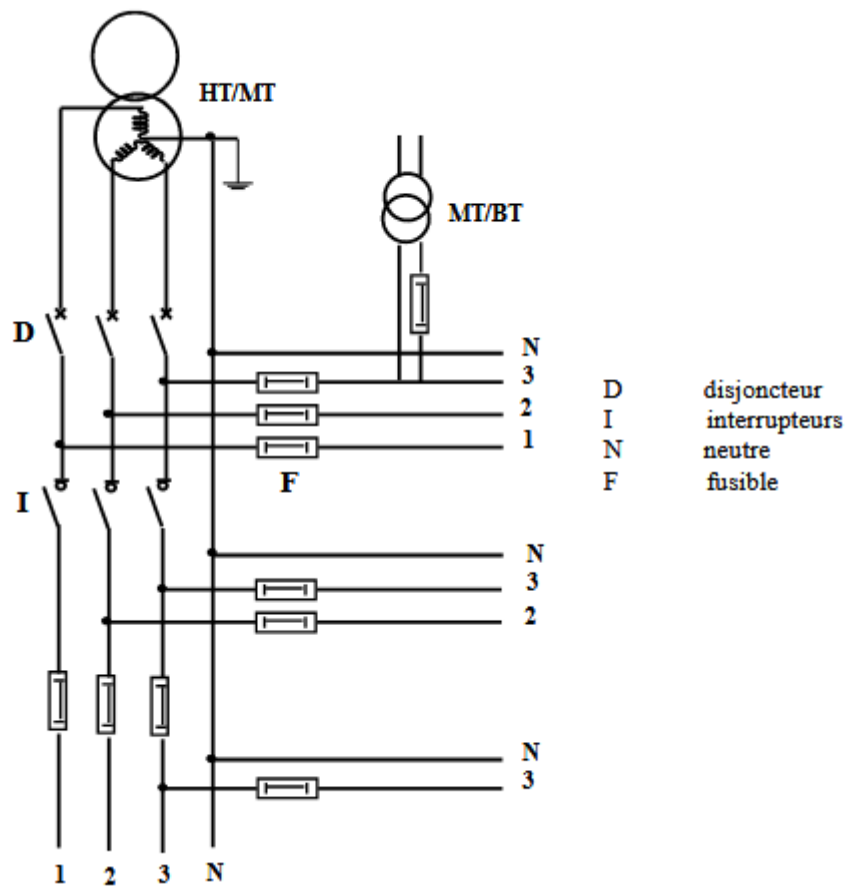 HT/MT
MT/BT
D
N
3
2
1
F
I
N
3
2
N
3
1 2 3 N
D disjoncteur
I interrupteurs
N neutre
F fusible